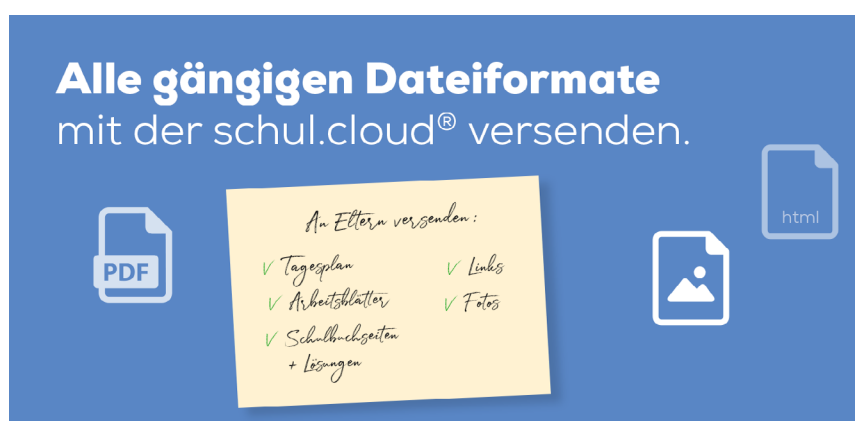 Alle gängigen Dateiformate
mit der schul.cloud® versenden.
html
PDF
An Eltern versenden:
✓ Tagesplan
✓ Arbeitsblätter
✓ Schulbuchseiten
+ Lösungen
✓ Links
✓ Fotos